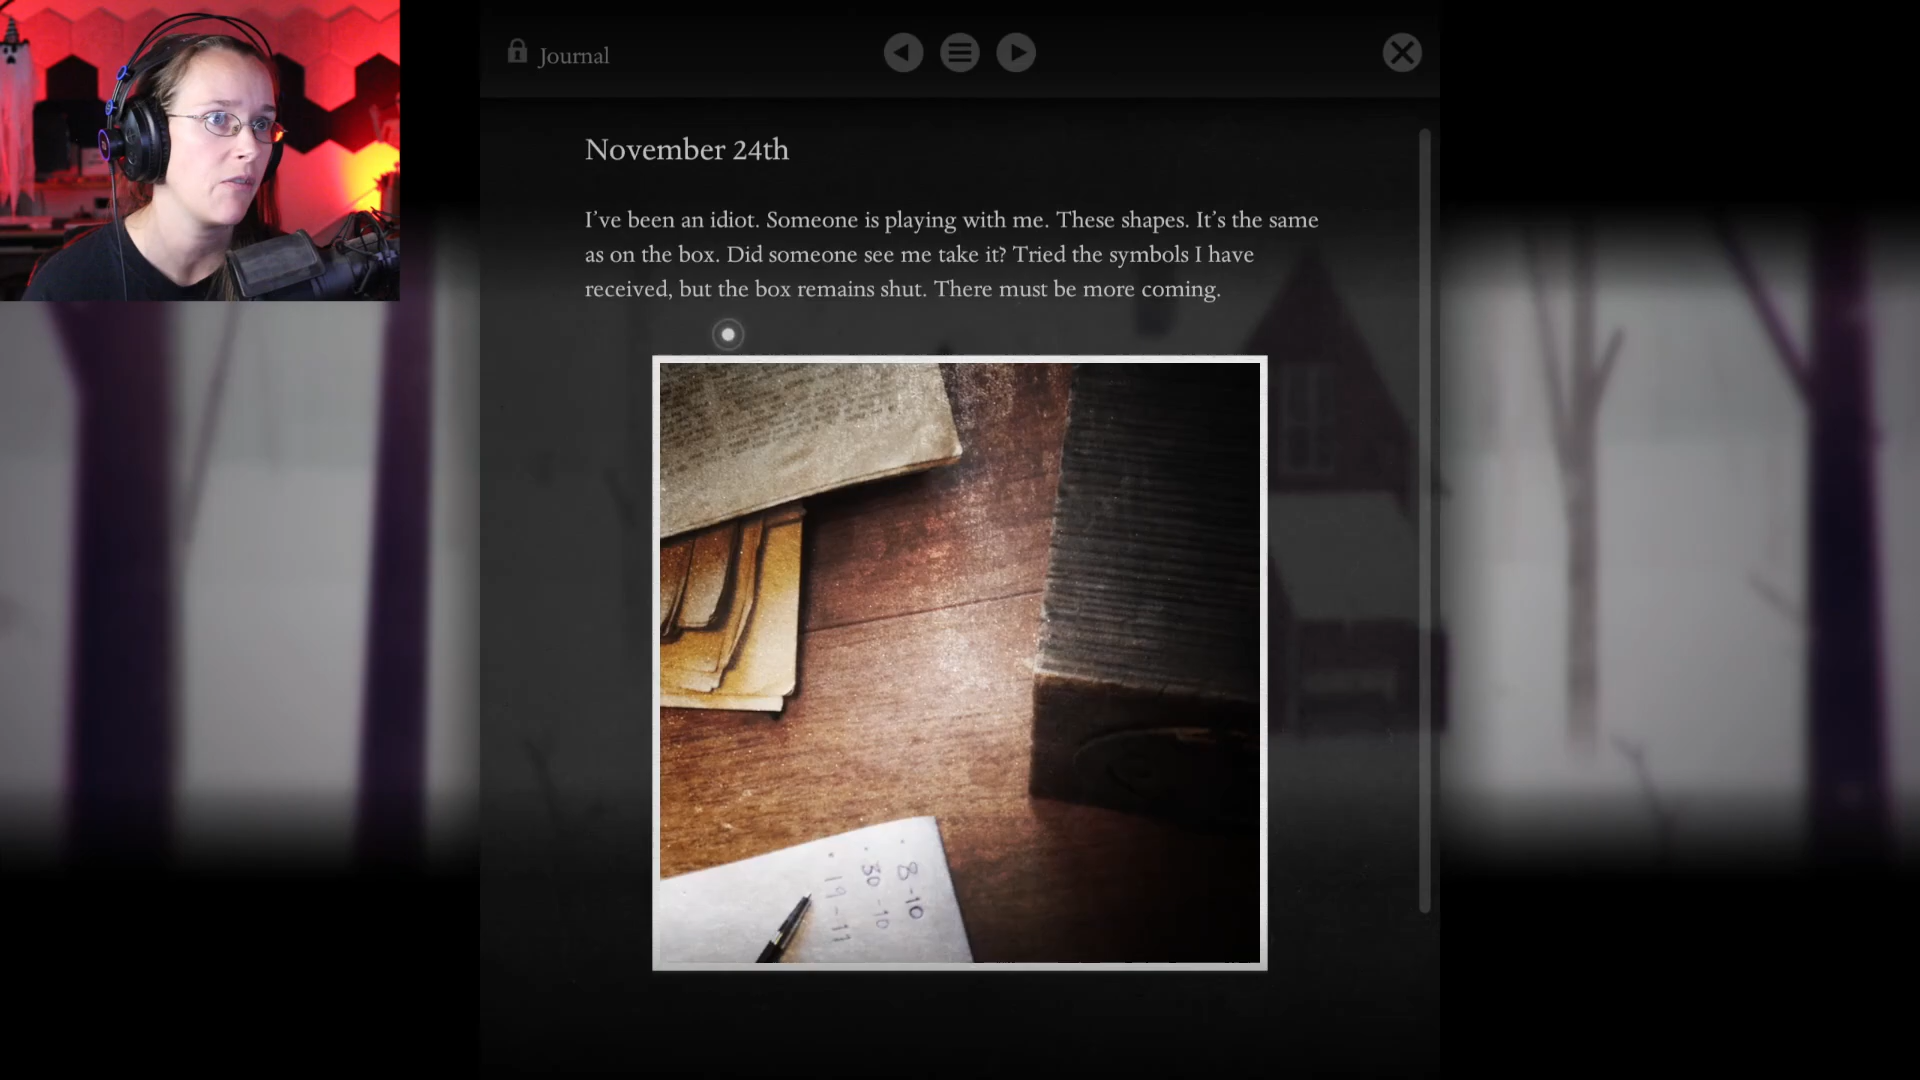 Journal
November 24th
I've been an idiot. Someone is playing with me. These shapes. It's the same
as on the box. Did someone see me take it? Tried the symbols I have
received, but the box remains shut. There must be more coming.
· 8-10
· 30-10
· 19-11